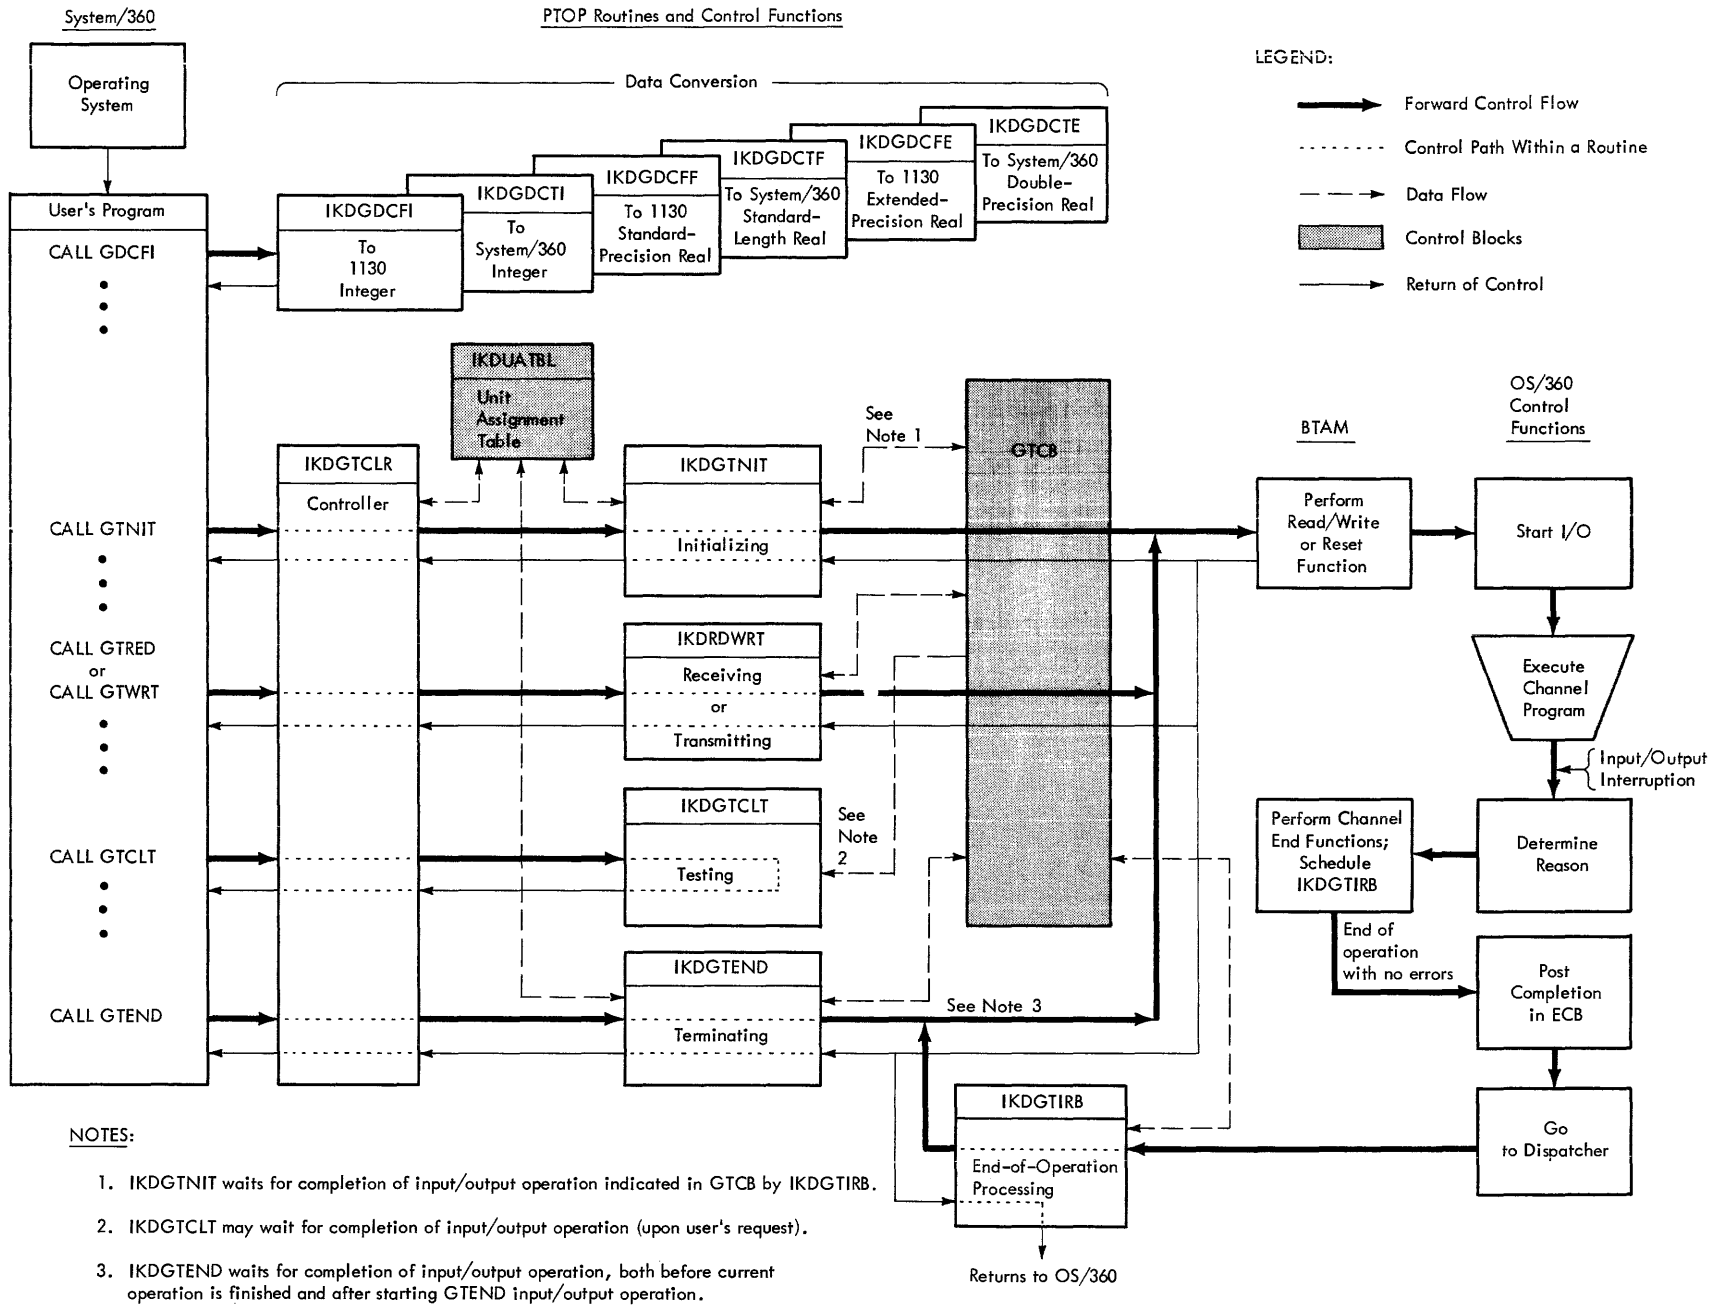 System/360
PTOP Routines and Control Functions
Operating
System
Data Conversion
LEGEND:
Forward Control Flow
Control Path Within a Routine
Data Flow
Control Blocks
Return of Control
User's Program
CALL GDCFI
IKDGDCFI
To
1130
Integer
IKDGDCTI
To
System/360
Integer
IKDGDCFF
To 1130
Standard-
Precision Real
IKDGDCTF
To System/360
Standard-
Length Real
IKDGDCFE
To 1130
Extended-
Precision Real
IKDGDCTE
To System/360
Double-
Precision Real
IKDUATBL
Unit
Assignment
Table
See
Note 1
GTCB
BTAM
OS/360
Control
Functions
IKDGTCLR
Controller
IKDGTNIT
Initializing
CALL GTNIT
Perform
Read/Write
or Reset
Function
Start I/O
CALL GTRED
or
CALL GTWRT
IKDRDWRT
Receiving
or
Transmitting
Execute
Channel
Program
Input/Output
Interruption
CALL GTCLT
IKDGTCLT
Testing
See
Note
2
Perform Channel
End Functions;
Schedule
IKDGTIRB
Determine
Reason
End of
operation
with no errors
Post
Completion
in ECB
CALL GTEND
IKDGTEND
Terminating
See Note 3
IKDGTIRB
End-of-Operation
Processing
Go
to Dispatcher
Returns to OS/360
NOTES:
1. IKDGTNIT waits for completion of input/output operation indicated in GTCB by IKDGTIRB.
2. IKDGTCLT may wait for completion of input/output operation (upon user's request).
3. IKDGTEND waits for completion of input/output operation, both before current
operation is finished and after starting GTEND input/output operation.